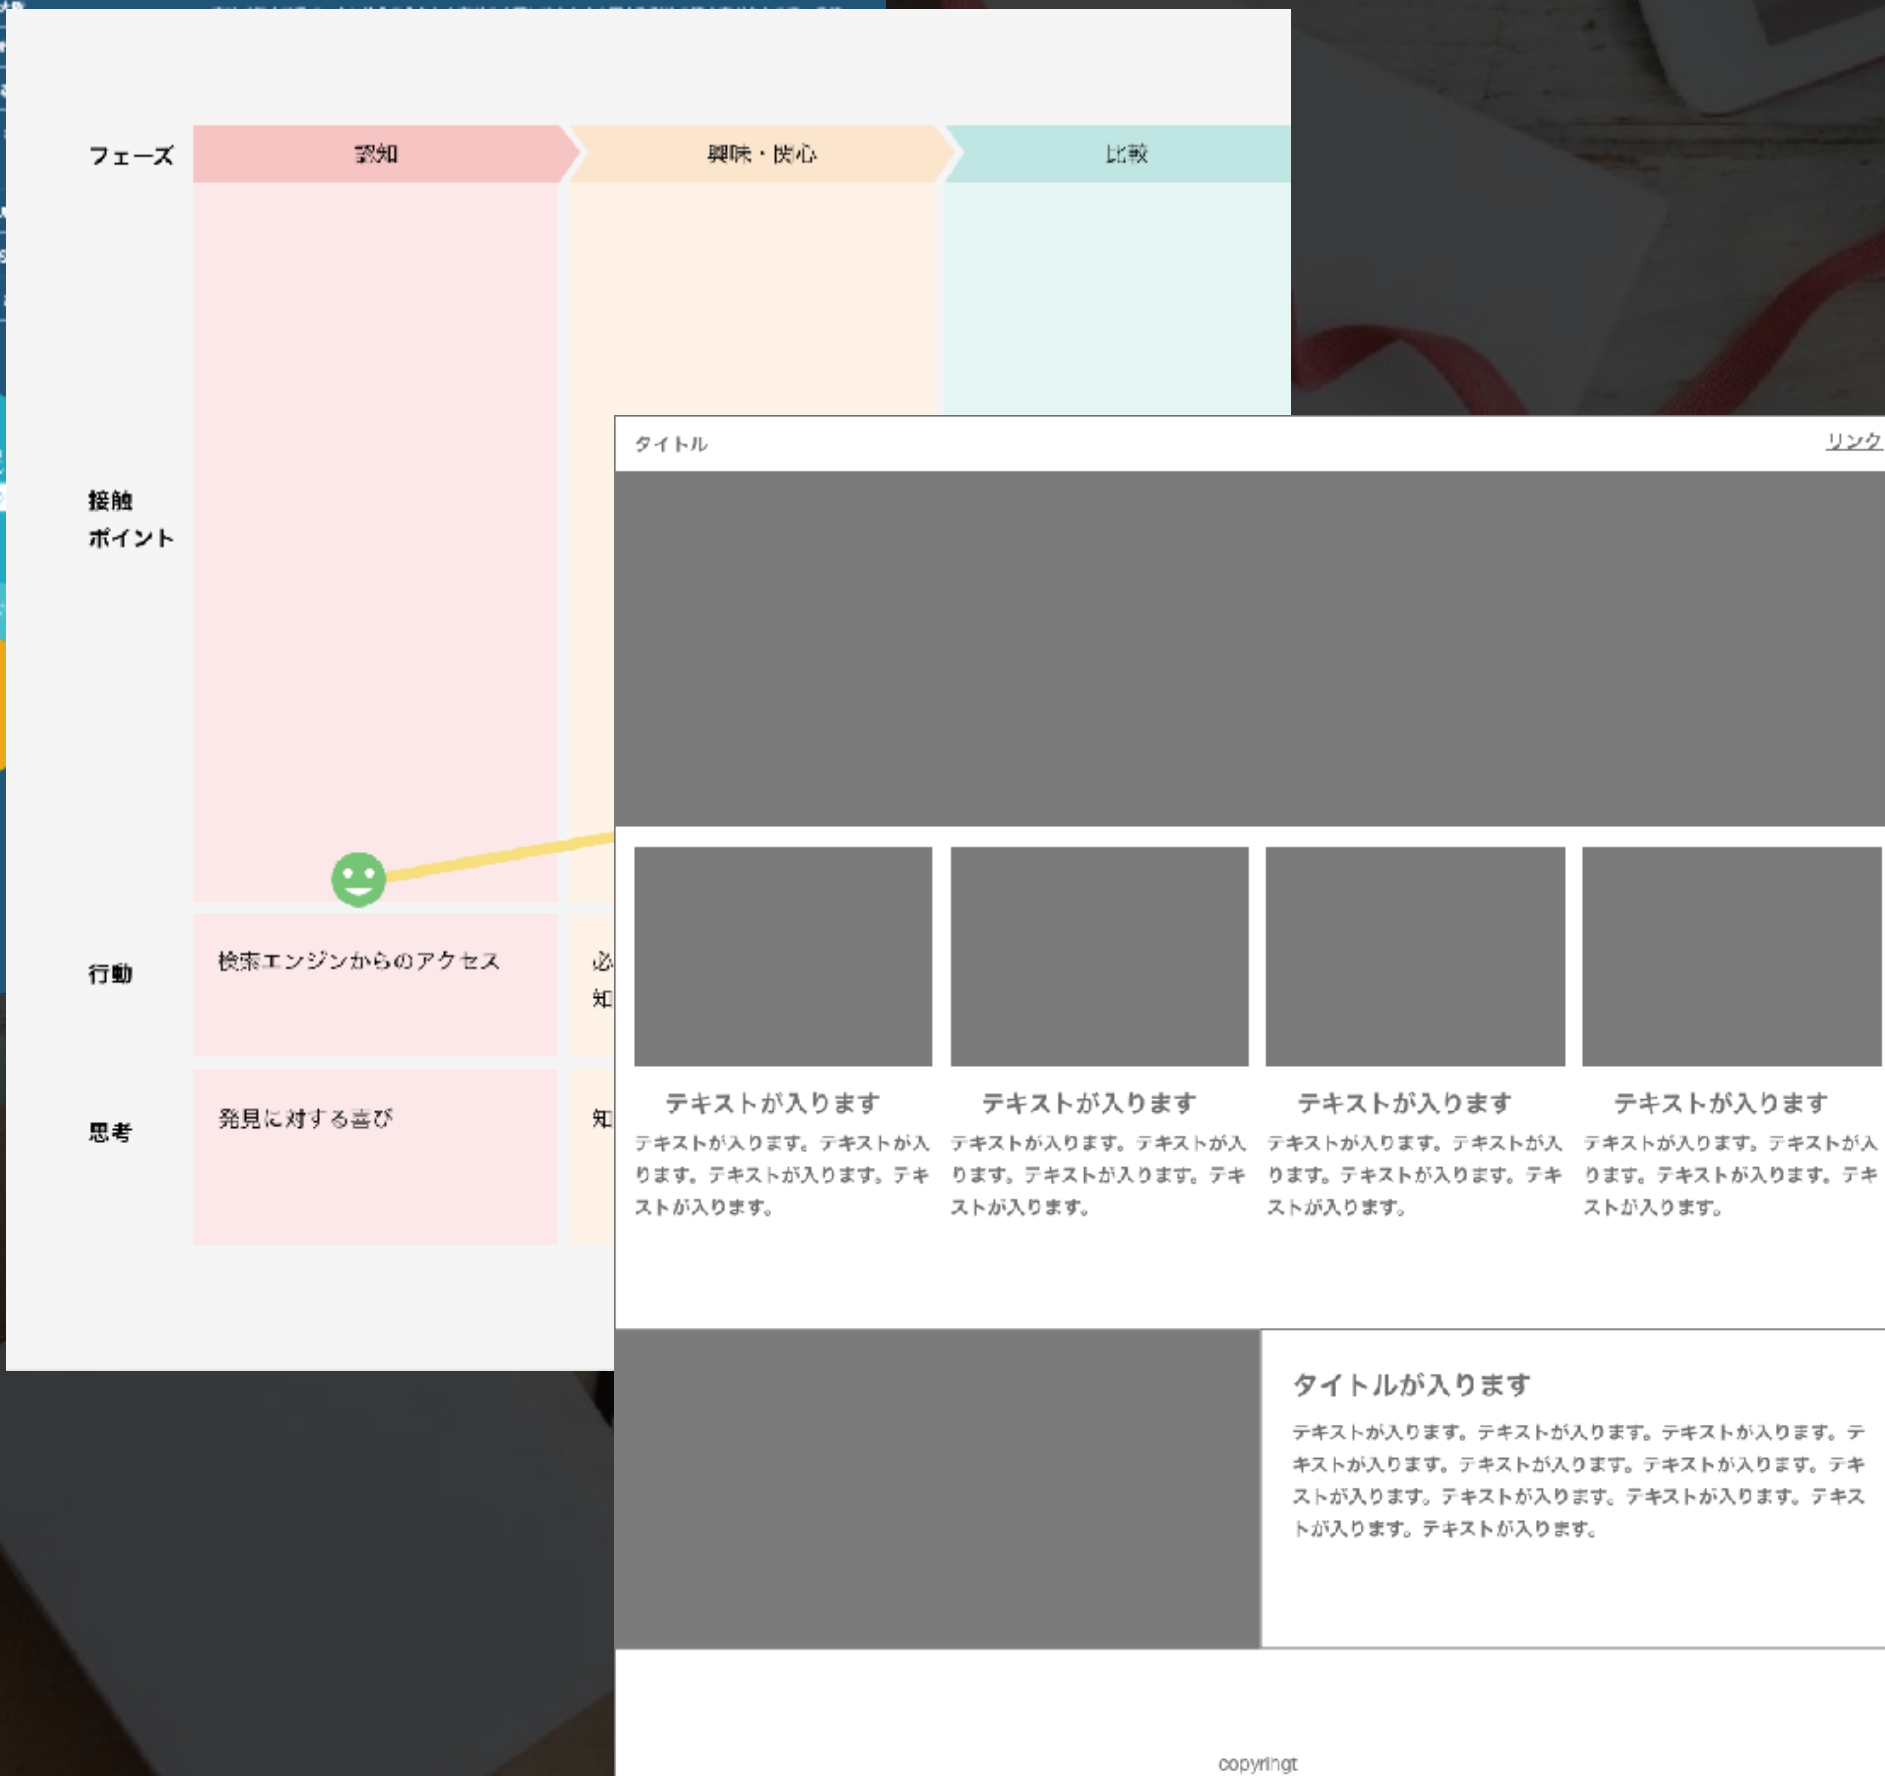 フェーズ
認知
興味・関心
比較
接触
ポイント
行動
検索エンジンからのアクセス
必
知
思考
発見に対する喜び
知
タイトル
リンク
テキストが入ります
テキストが入ります。テキストが入
ります。テキストが入ります。テキ
ストが入ります。
テキストが入ります
テキストが入ります。テキストが入
ります。テキストが入ります。テキ
ストが入ります。
テキストが入ります
テキストが入ります。テキストが入
ります。テキストが入ります。テキ
ストが入ります。
テキストが入ります
テキストが入ります。テキストが入
ります。テキストが入ります。テキ
ストが入ります。
タイトルが入ります
テキストが入ります。テキストが入ります。テキストが入ります。テ
キストが入ります。テキストが入ります。テキストが入ります。テキ
ストが入ります。テキストが入ります。テキストが入ります。テキス
トが入ります。テキストが入ります。
copyrihgt